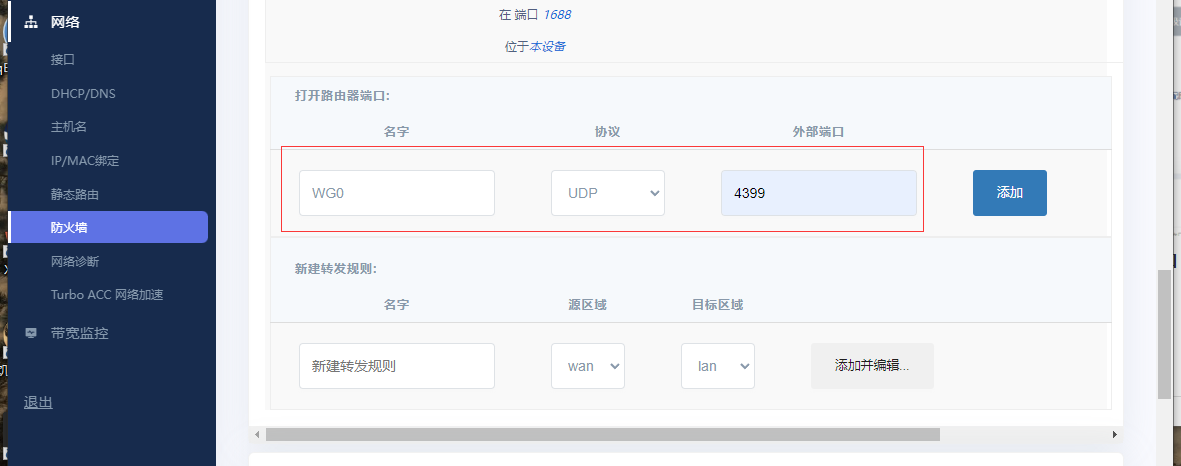 网络
接口
DHCP/DNS
主机名
IP/MAC绑定
静态路由
防火墙
网络诊断
Turbo ACC 网络加速
带宽监控
退出
在 端口 1688
位于本设备
打开路由器端口:
名字 协议 外部端口
WG0 UDP 4399 添加
新建转发规则:
名字 源区域 目标区域
新建转发规则 wan lan 添加并编辑...